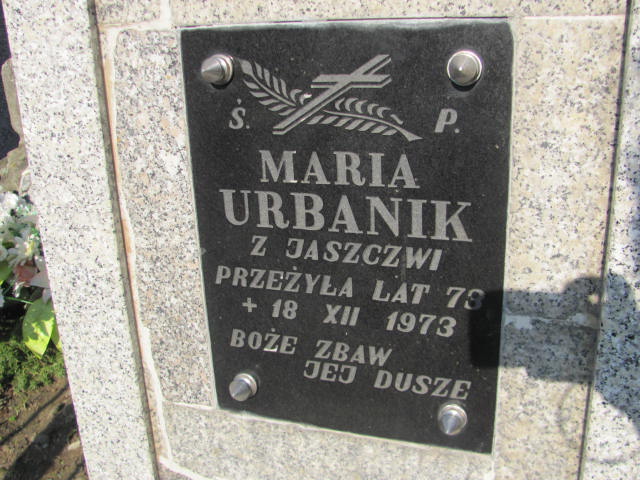 Ś. P.
MARIA
URBANIK
Z JASZCZWI
PRZEŻYŁA LAT 73
+ 18 XII 1973
BOŻE ZBAW
JEJ DUSZE